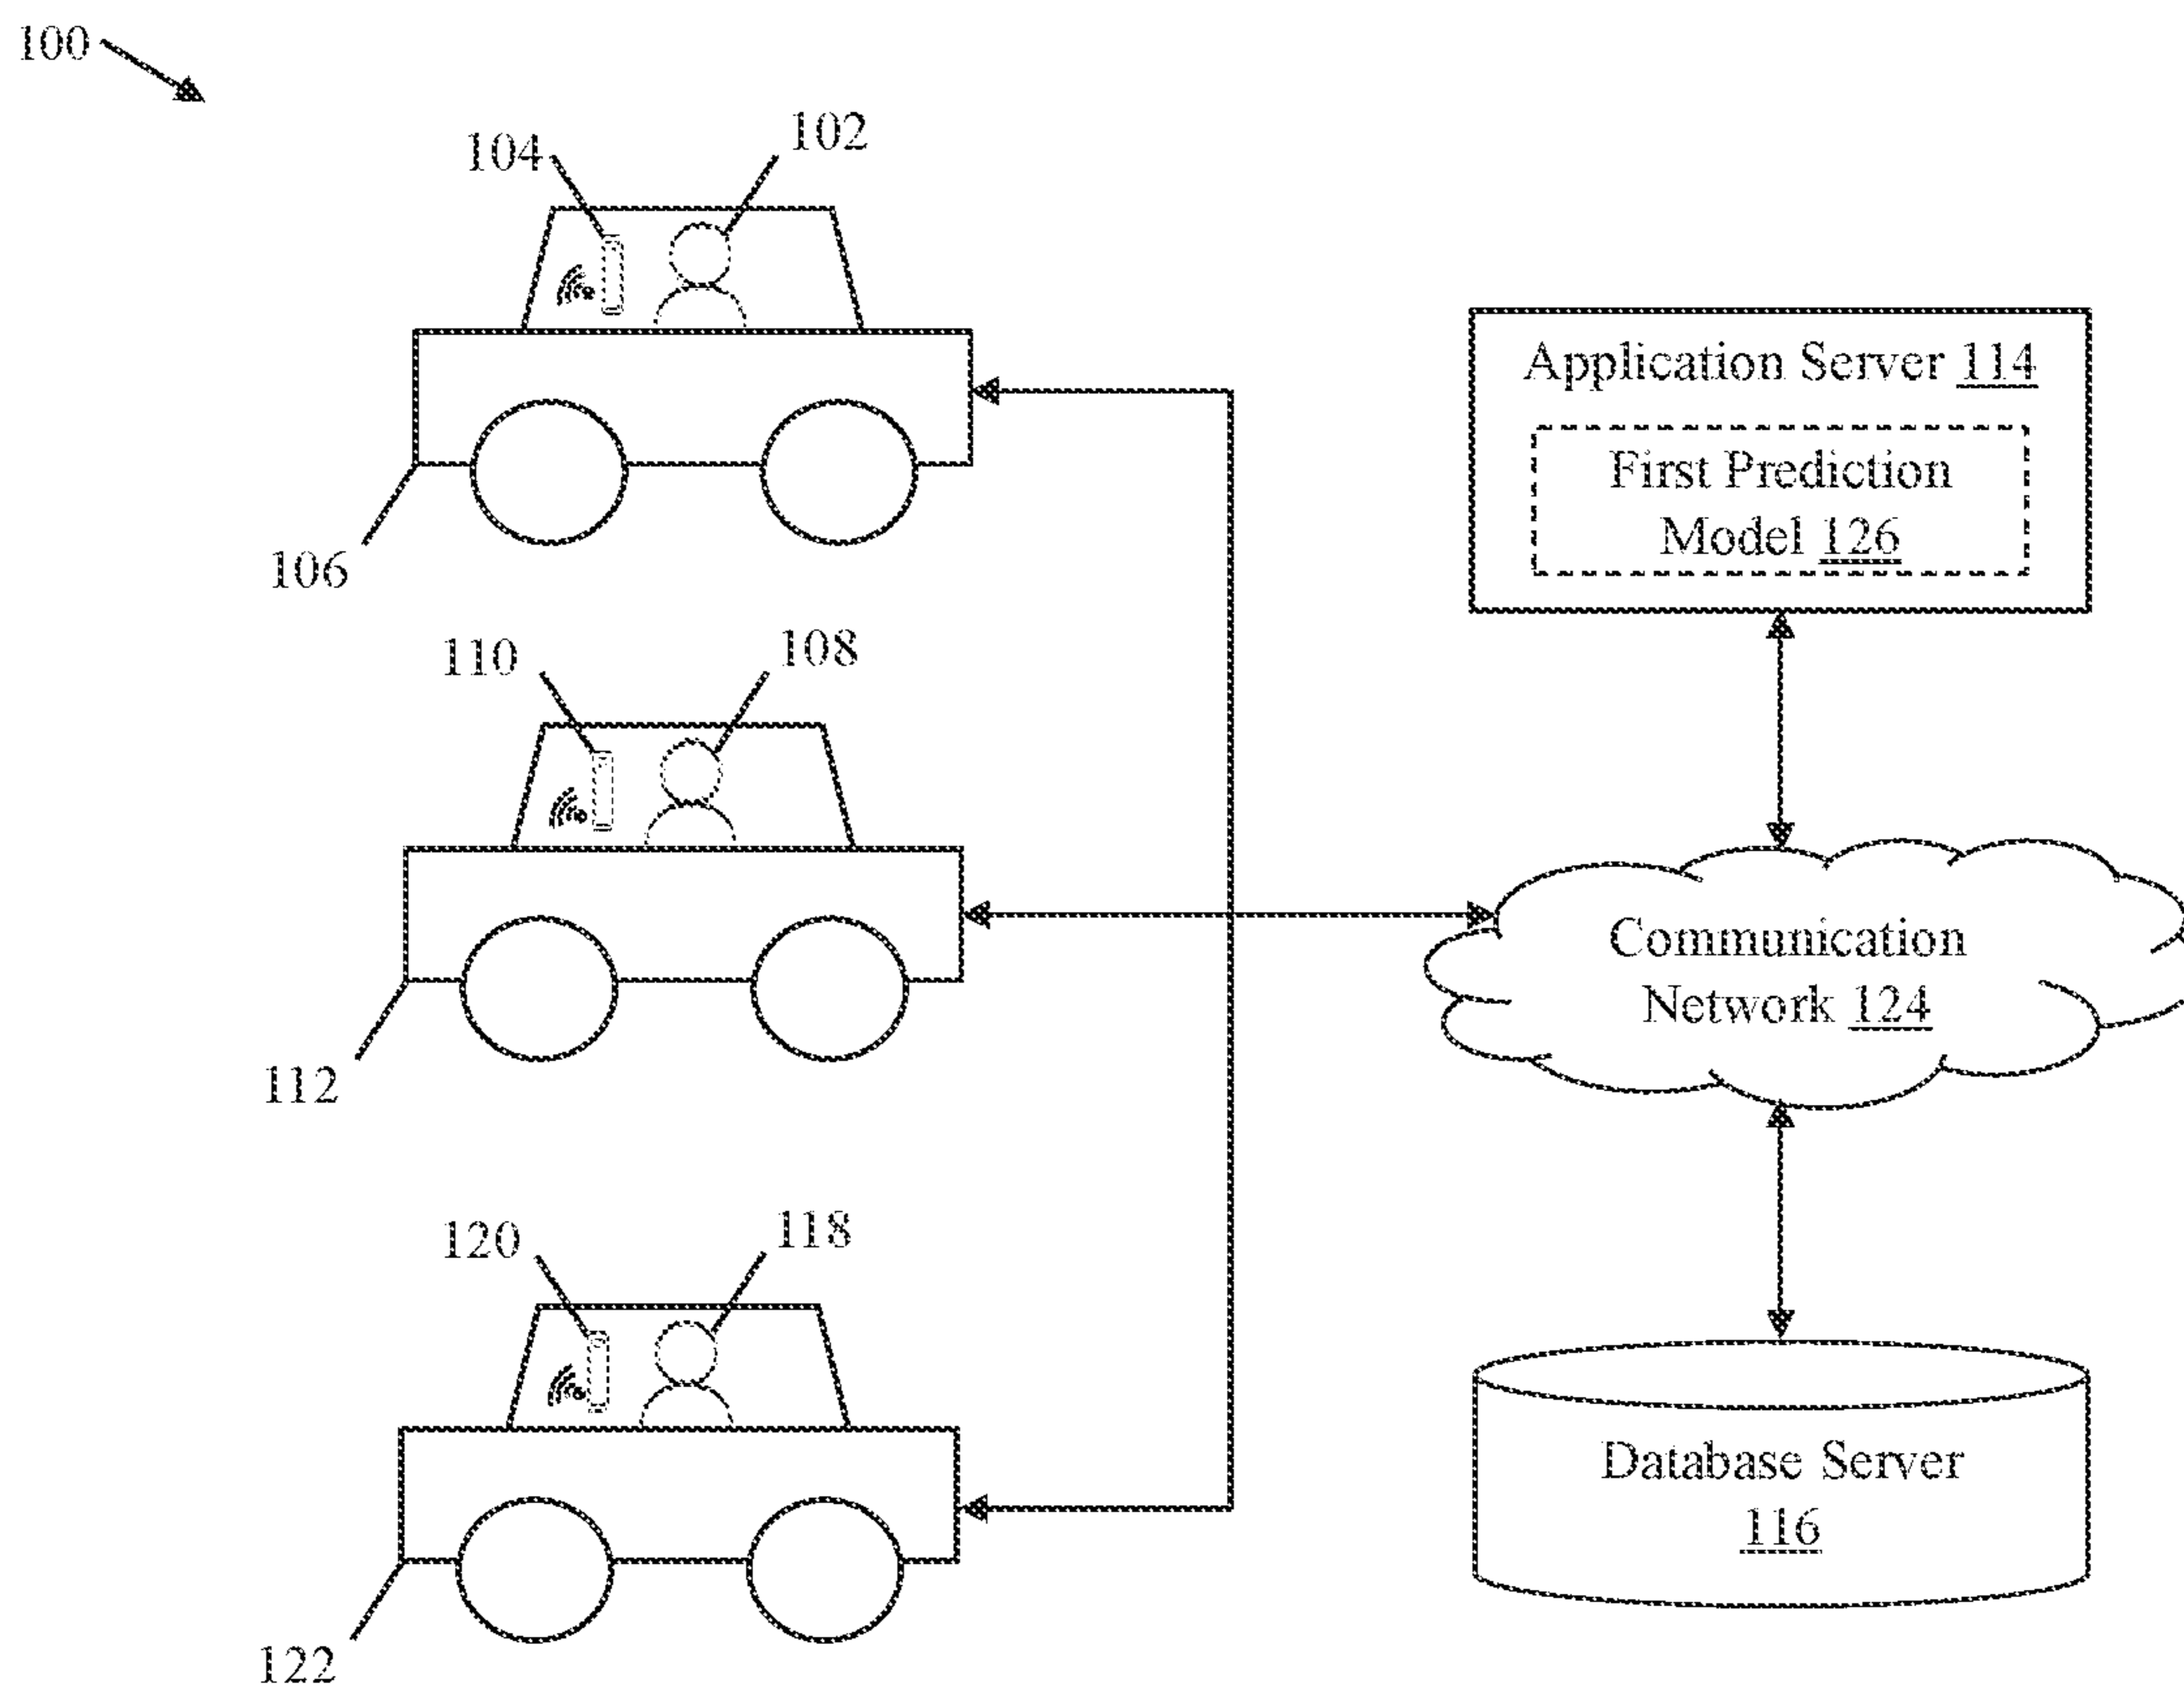 100
104
102
106
110
108
112
120
118
122
Application Server 114
First Prediction
Model 126
Communication
Network 124
Database Server
116